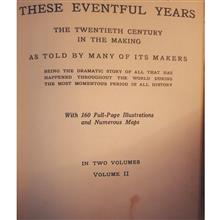 THESE EVENTFUL YEARS
THE TWENTIETH CENTURY
IN THE MAKING
AS TOLD BY MANY OF ITS MAKERS
BEING THE DRAMATIC STORY OF ALL THAT HAS
HAPPENED THROUGHOUT THE WORLD DURING
THE MOST MOMENTOUS PERIOD IN ALL HISTORY
With 160 Full-Page Illustrations
and Numerous Maps
IN TWO VOLUMES
VOLUME II